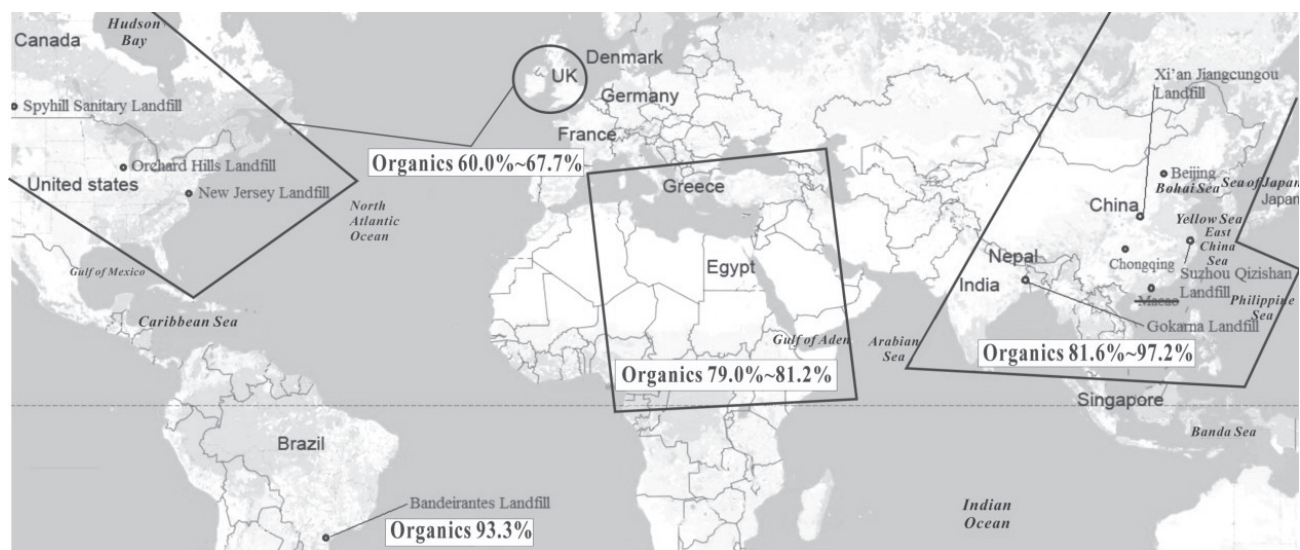 Hudson
Bay
Canada
Denmark
UK
Xi'an Jiangcungou
Landfill
Spyhill Sanitary Landfill
Germany
France
Organics 60.0%~67.7%
Orchard Hills Landfill
United states
New Jersey Landfill
Greece
Beijing
Bohai Sea
Sea of Japan
Japan
North
Atlantic
Ocean
China
Yellow Sea
East
China
Sea
Gulf of Mexico
Egypt
Nepal
Chongqing
India
Suzhou Qizishan
Landfill
Macao
Philippine
Sea
Caribbean Sea
Gokarna Landfill
Gulf of Aden
Arabian
Sea
Organics 81.6%~97.2%
Organics 79.0%~81.2%
Singapore
Brazil
Banda Sea
Bandeirantes Landfill
Organics 93.3%
Indian
Ocean